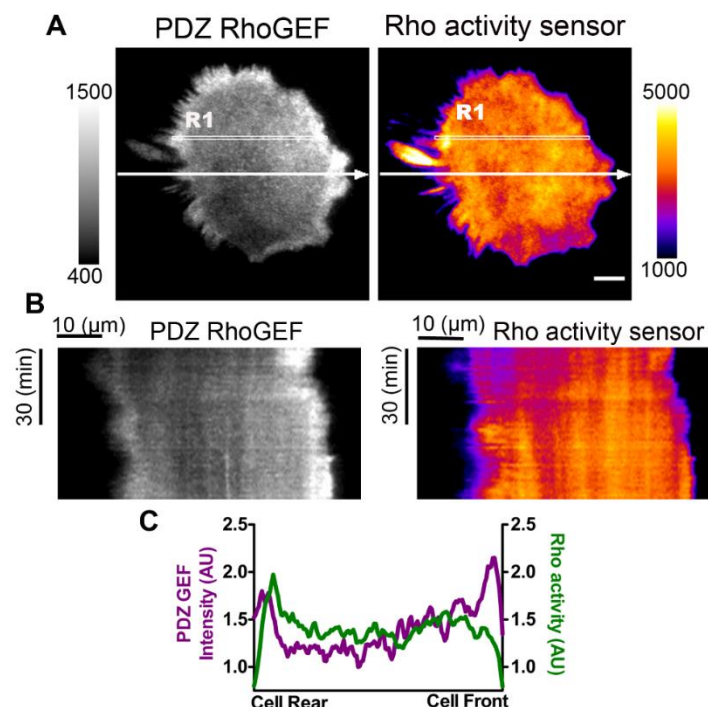 A
PDZ RhoGEF
Rho activity sensor
1500
400
R1
R1
5000
1000
B
10 (µm)
PDZ RhoGEF
10 (µm)
Rho activity sensor
30 (min)
30 (min)
C
PDZ GEF
Intensity (AU)
2.5
2.0
1.5
1.0
2.5
2.0
1.5
1.0
Rho activity (AU)
Cell Rear
Cell Front